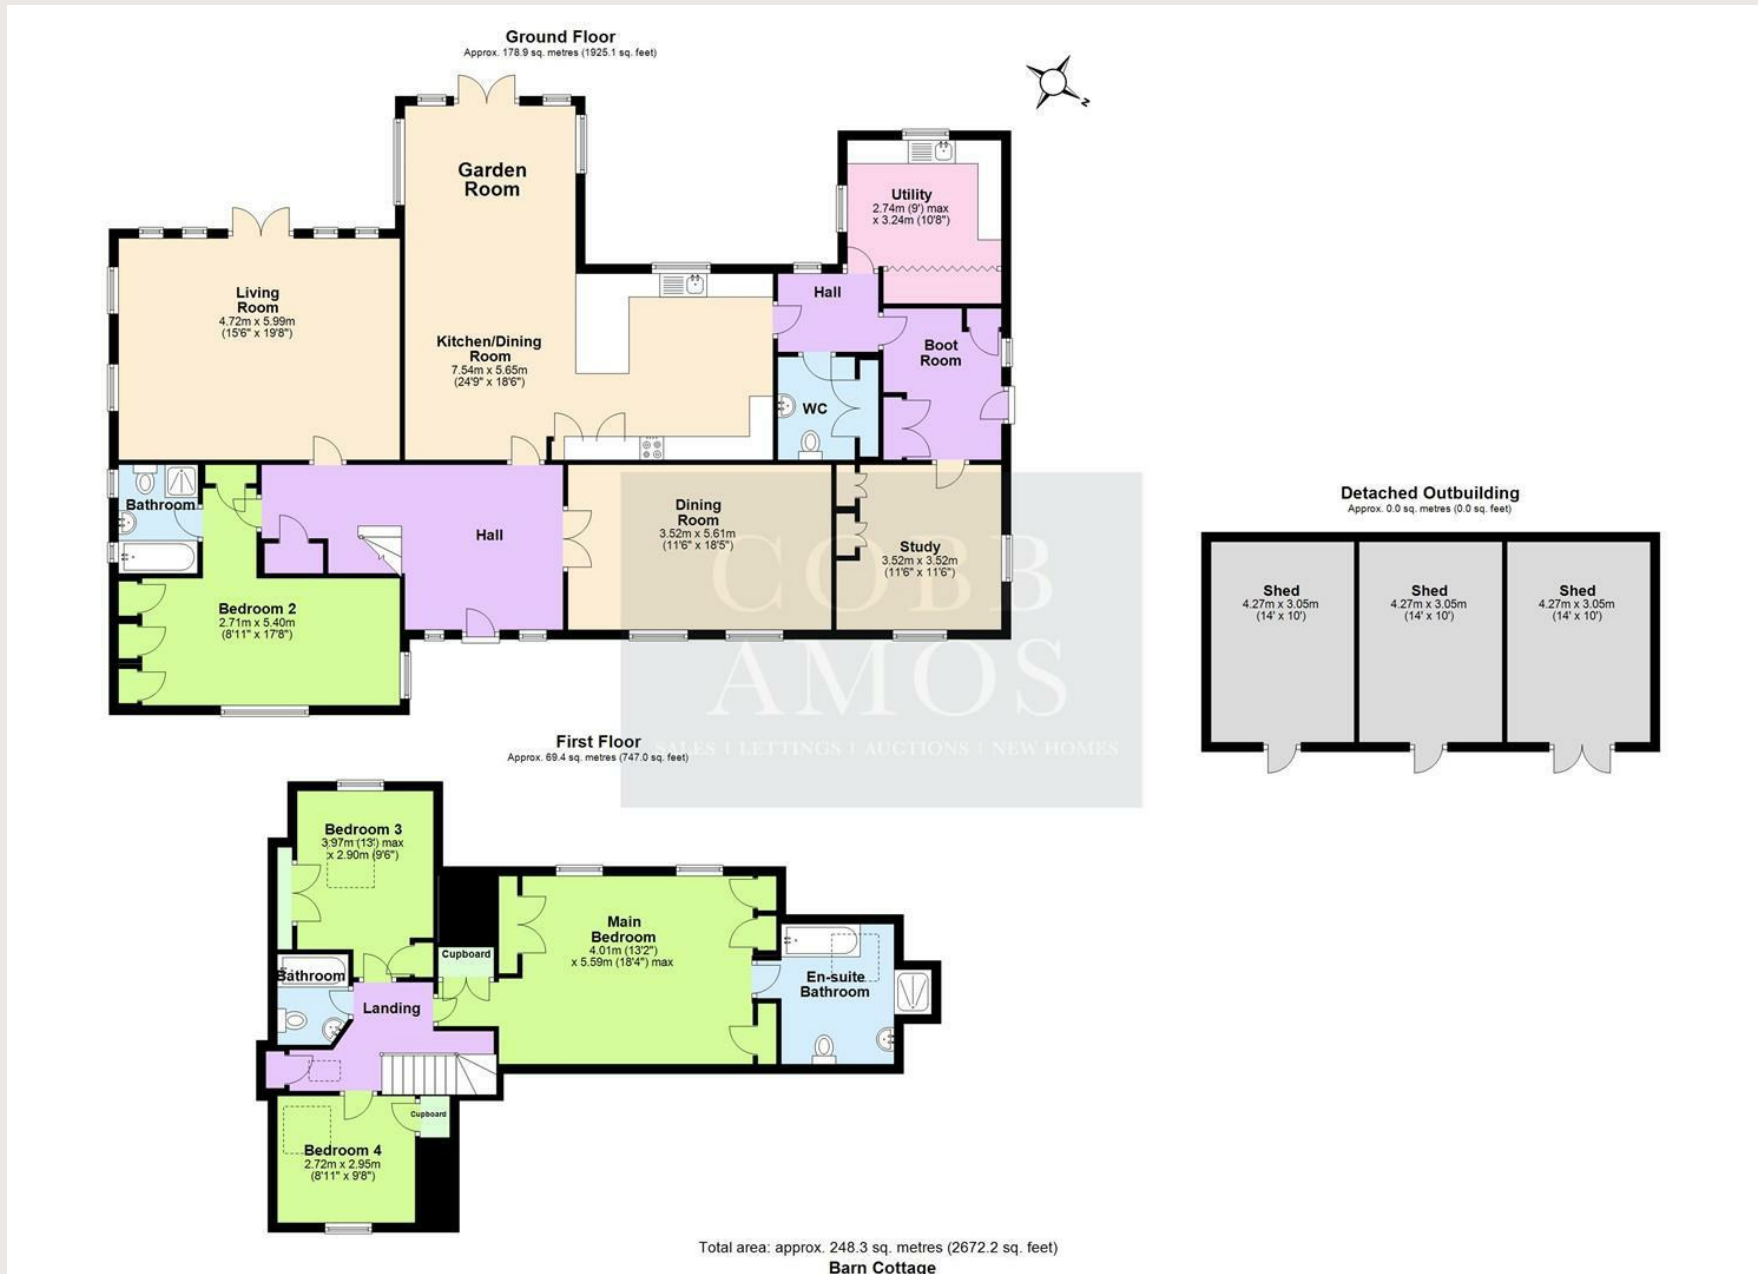 Ground Floor
Approx. 178.9 sq. metres (1925.1 sq. feet)
N
Garden
Room
Utility
2.74m (9') max
x 3.24m (10'8")
Living
Room
4.72m x 5.99m
(15'6" x 19'8")
Hall
Kitchen/Dining
Room
7.54m x 5.65m
(24'9" x 18'6")
Boot
Room
WC
Bathroom
Hall
Dining
Room
3.52m x 5.61m
(11'6" x 18'5")
Study
3.52m x 3.52m
(11'6" x 11'6")
Bedroom 2
2.71m x 5.40m
(8'11" x 17'8")
Detached Outbuilding
Approx. 0.0 sq. metres (0.0 sq. feet)
Shed
4.27m x 3.05m
(14' x 10')
Shed
4.27m x 3.05m
(14' x 10')
Shed
4.27m x 3.05m
(14' x 10')
COBB
AMOS
SALES | LETTINGS | AUCTIONS | NEW HOMES
First Floor
Approx. 69.4 sq. metres (747.0 sq. feet)
Bedroom 3
3.97m (13') max
x 2.90m (9'6")
Main
Bedroom
4.01m (13'2")
x 5.59m (18'4") max
Cupboard
Bathroom
En-suite
Bathroom
Landing
Cupboard
Bedroom 4
2.72m x 2.95m
(8'11" x 9'8")
Total area: approx. 248.3 sq. metres (2672.2 sq. feet)
Barn Cottage